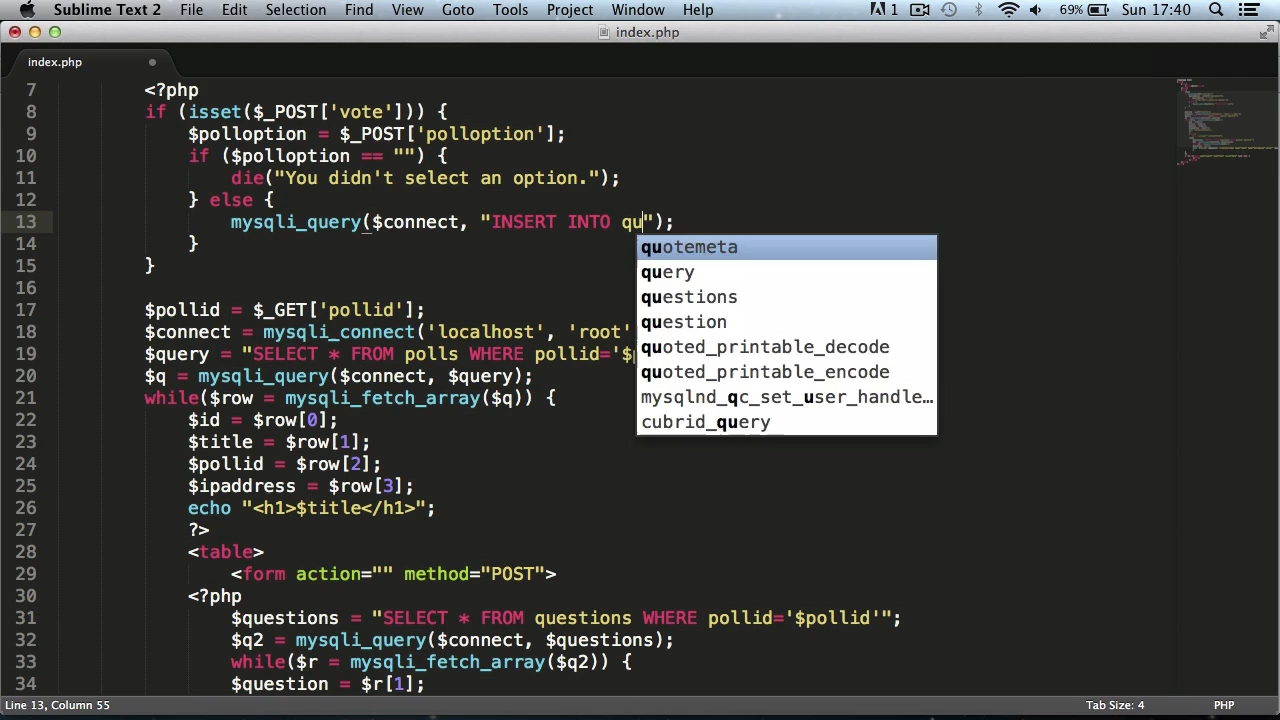 Sublime Text 2 File Edit Selection Find View Goto Tools Project Window Help 1 69% Sun 17:40
index.php
index.php
7 <?php
8 if (isset($_POST['vote'])) {
9 $polloption = $_POST['polloption'];
10 if ($polloption == "") {
11 die("You didn't select an option.");
12 } else {
13 mysqli_query($connect, "INSERT INTO qu");
14 }
quotemeta
15 }
query
16
questions
17 $pollid = $_GET['pollid'];
question
18 $connect = mysqli_connect('localhost', 'root'
quoted_printable_decode
19 $query = "SELECT * FROM polls WHERE pollid='$p
quoted_printable_encode
20 $q = mysqli_query($connect, $query);
mysqlnd_qc_set_user_handle…
21 while($row = mysqli_fetch_array($q)) {
cubrid_query
22 $id = $row[0];
23 $title = $row[1];
24 $pollid = $row[2];
25 $ipaddress = $row[3];
26 echo "<h1>$title</h1>";
27 ?>
28 <table>
29 <form action="" method="POST">
30 <?php
31 $questions = "SELECT * FROM questions WHERE pollid='$pollid'";
32 $q2 = mysqli_query($connect, $questions);
33 while($r = mysqli_fetch_array($q2)) {
34 $question = $r[1];
Line 13, Column 55 Tab Size: 4 PHP